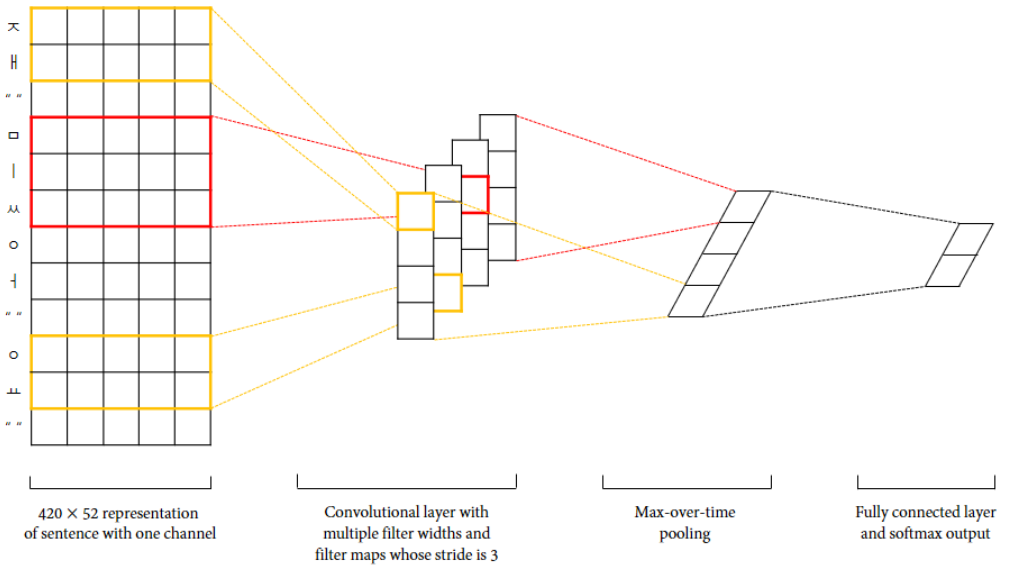 ㅈ
ㅐ
" "
ㅁ
ㅣ
ㅆ
ㅇ
ㅓ
" "
ㅇ
ㅛ
" "
420 × 52 representation
of sentence with one channel
Convolutional layer with
multiple filter widths and
filter maps whose stride is 3
Max-over-time
pooling
Fully connected layer
and softmax output